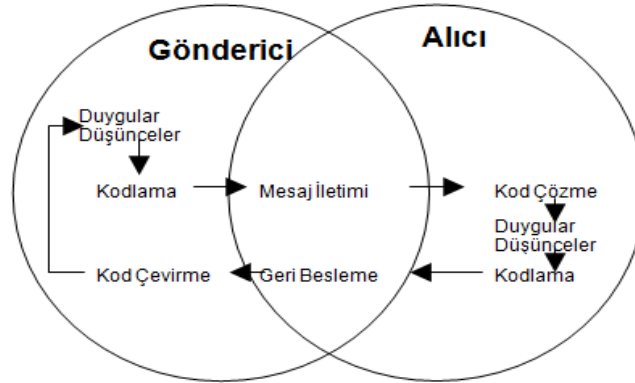 Gönderici
Alıcı
Duygular
Düşünceler
Kodlama
Mesaj İletimi
Kod Çözme
Duygular
Düşünceler
Kod Çevirme
Geri Besleme
Kodlama